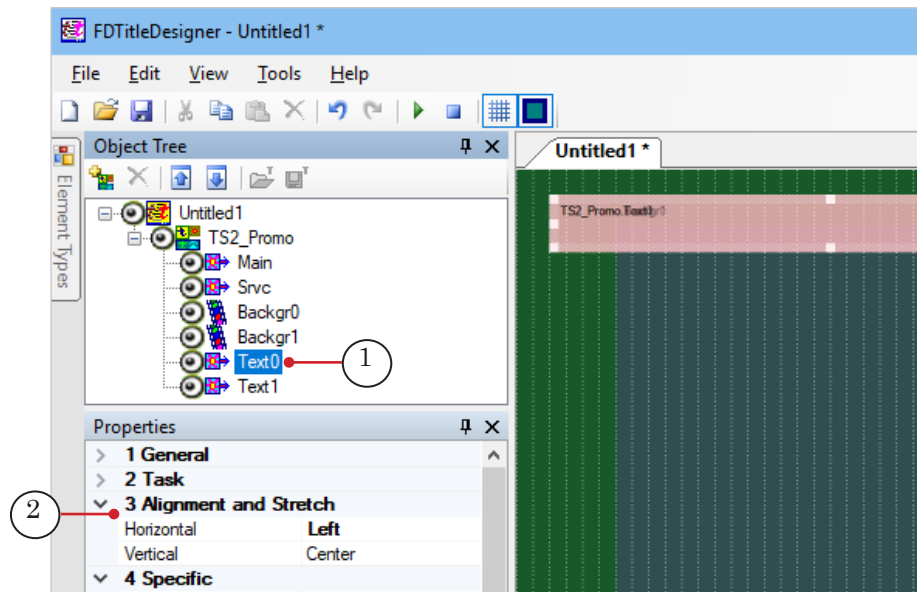 FDTitleDesigner - Untitled1 *
File Edit View Tools Help
Object Tree
Element Types
Untitled1
TS2_Promo
Main
Srvc
Backgr0
Backgr1
Text0
Text1
1
Properties
1 General
2 Task
2
3 Alignment and Stretch
Horizontal Left
Vertical Center
4 Specific
Untitled1 *
TS2_Promo.